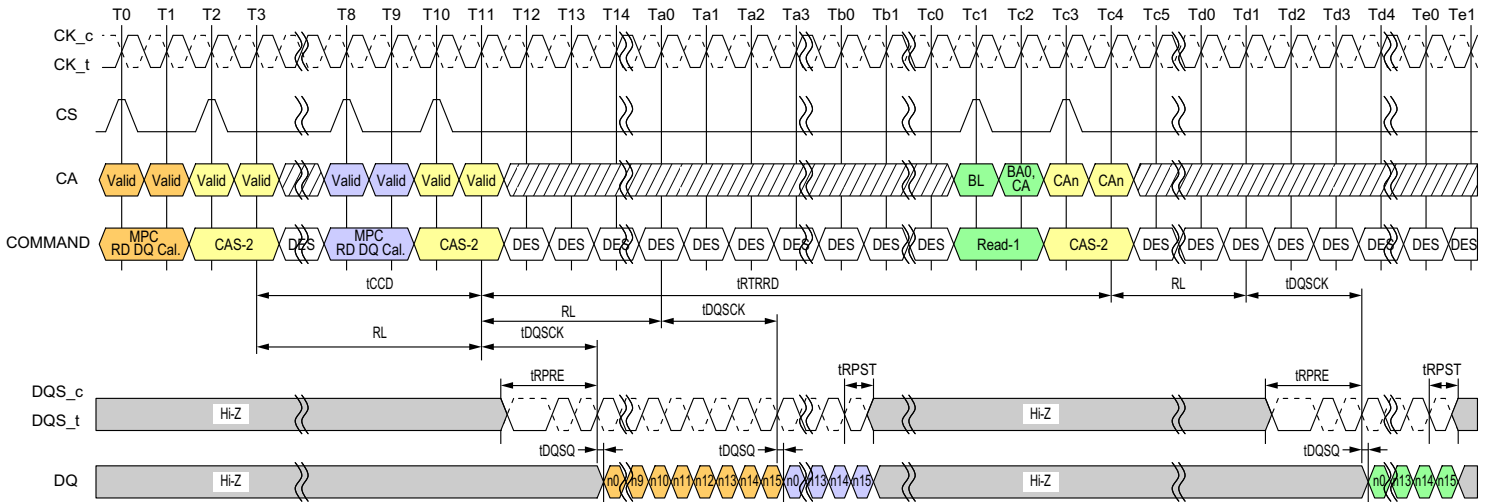 T0 T1 T2 T3 T8 T9 T10 T11 T12 T13 T14 Ta0 Ta1 Ta2 Ta3 Tb0 Tb1 Tc0 Tc1 Tc2 Tc3 Tc4 Tc5 Td0 Td1 Td2 Td3 Td4 Te0 Te1
CK_c
CK_t
CS
CA Valid Valid Valid Valid Valid Valid Valid Valid BL BA0, CAn CAn
CA
COMMAND MPC CAS-2 DES MPC CAS-2 DES DES DES DES DES DES DES DES DES DES Read-1 CAS-2 DES DES DES DES DES DES DES DES
RD DQ Cal. RD DQ Cal.
tCCD tRTRRD RL tDQSCK
RL tDQSCK
RL tDQSCK
tRPRE tRPST tRPRE tRPST
DQS_c
DQS_t Hi-Z Hi-Z
tDQSQ tDQSQ tDQSQ
DQ Hi-Z n0 n9 n10 n11 n12 n13 n14 n15 n0 n13 n14 n15 Hi-Z n0 n13 n14 n15